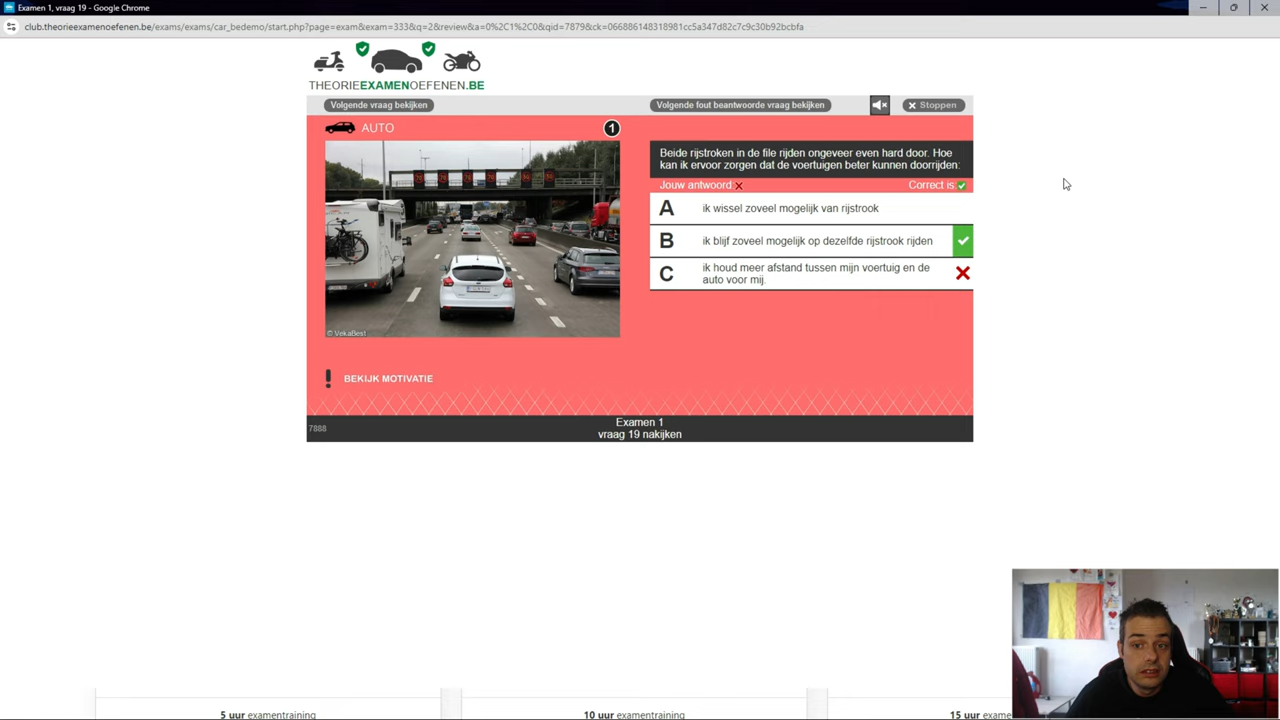 Examen 1, vraag 19 - Google Chrome
club.theorieexamenoefenen.be/exams/exams/car_bedemo/start.php?page=exam&exam=333&q=2&review&a=0%2C1%2C0&qid=7879&ck=066886148318981cc5a347d82c7c9c30b92bcbfa
THEORIEEXAMENOEFENEN.BE
Volgende vraag bekijken
Volgende fout beantwoorde vraag bekijken
Stoppen
AUTO
1
Beide rijstroken in de file rijden ongeveer even hard door. Hoe
kan ik ervoor zorgen dat de voertuigen beter kunnen doorrijden:
Jouw antwoord:
Correct is:
A ik wissel zoveel mogelijk van rijstrook
B ik blijf zoveel mogelijk op dezelfde rijstrook rijden
C ik houd meer afstand tussen mijn voertuig en de
auto voor mij.
© VekaBest
BEKIJK MOTIVATIE
Examen 1
7888
vraag 19 nakijken
5 uur examentraining
10 uur examentraining
15 uur exame